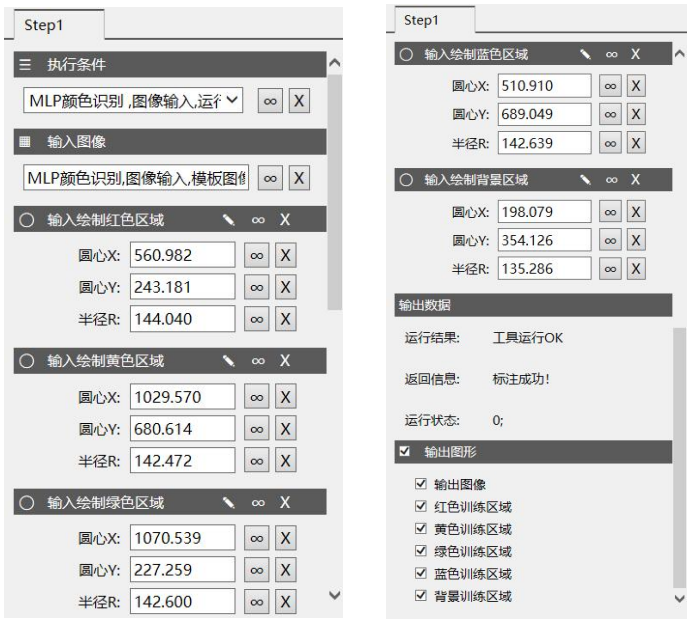 Step1
执行条件
MLP颜色识别 ,图像输入,运行
∞ X
输入图像
MLP颜色识别,图像输入,模板图像
∞ X
输入绘制红色区域 ∞ X
圆心X: 560.982 ∞ X
圆心Y: 243.181 ∞ X
半径R: 144.040 ∞ X
输入绘制黄色区域 ∞ X
圆心X: 1029.570 ∞ X
圆心Y: 680.614 ∞ X
半径R: 142.472 ∞ X
输入绘制绿色区域 ∞ X
圆心X: 1070.539 ∞ X
圆心Y: 227.259 ∞ X
半径R: 142.600 ∞ X
Step1
输入绘制蓝色区域 ∞ X
圆心X: 510.910 ∞ X
圆心Y: 689.049 ∞ X
半径R: 142.639 ∞ X
输入绘制背景区域 ∞ X
圆心X: 198.079 ∞ X
圆心Y: 354.126 ∞ X
半径R: 135.286 ∞ X
输出数据
运行结果: 工具运行OK
返回信息: 标注成功!
运行状态: 0;
输出图形
输出图像
红色训练区域
黄色训练区域
绿色训练区域
蓝色训练区域
背景训练区域